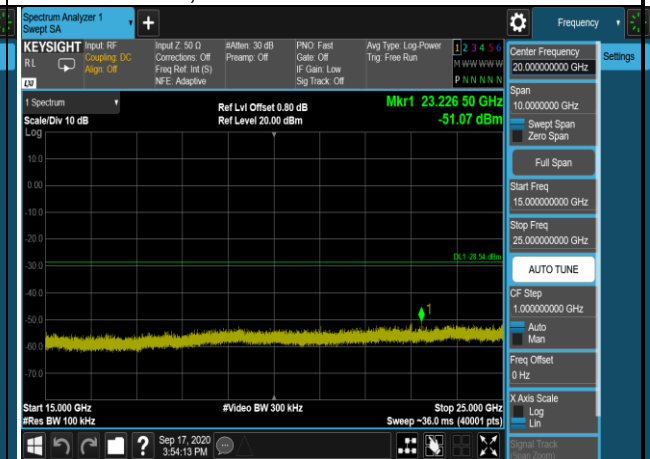 Spectrum Analyzer 1
Swept SA
Frequency
Settings
KEYSIGHT
RL
LXI
Input: RF
Coupling: DC
Align: Off
Input Z: 50 Ω
Corrections: Off
Freq Ref: Int (S)
NFE: Adaptive
#Atten: 30 dB
Preamp: Off
PNO: Fast
Gate: Off
IF Gain: Low
Sig Track: Off
Avg Type: Log-Power
Trig: Free Run
1 2 3 4 5 6
M W W W W W
P N N N N N
1 Spectrum
Scale/Div 10 dB
Ref Lvl Offset 0.80 dB
Ref Level 20.00 dBm
Mkr1 23.226 50 GHz
-51.07 dBm
Log
10.0
0.00
-10.0
-20.0
DL1 -28.54 dBm
-30.0
-40.0
1
-50.0
-60.0
-70.0
Start 15.000 GHz
#Res BW 100 kHz
#Video BW 300 kHz
Stop 25.000 GHz
Sweep ~36.0 ms (40001 pts)
Center Frequency
20.000000000 GHz
Span
10.0000000 GHz
Swept Span
Zero Span
Full Span
Start Freq
15.000000000 GHz
Stop Freq
25.000000000 GHz
AUTO TUNE
CF Step
1.000000000 GHz
Auto
Man
Freq Offset
0 Hz
X Axis Scale
Log
Lin
Signal Track
(Span Zoom)
?
Sep 17, 2020
3:54:13 PM